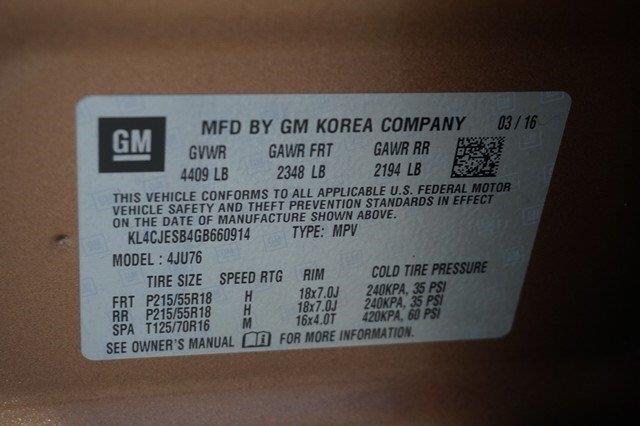 GM MFD BY GM KOREA COMPANY 03 / 16
GVWR GAWR FRT GAWR RR
4409 LB 2348 LB 2194 LB
THIS VEHICLE CONFORMS TO ALL APPLICABLE U.S. FEDERAL MOTOR
VEHICLE SAFETY AND THEFT PREVENTION STANDARDS IN EFFECT
ON THE DATE OF MANUFACTURE SHOWN ABOVE.
KL4CJESB4GB660914 TYPE: MPV
MODEL : 4JU76
TIRE SIZE SPEED RTG RIM COLD TIRE PRESSURE
FRT P215/55R18 H 18x7.0J 240KPA, 35 PSI
RR P215/55R18 H 18x7.0J 240KPA, 35 PSI
SPA T125/70R16 M 16x4.0T 420KPA, 60 PSI
SEE OWNER'S MANUAL FOR MORE INFORMATION.